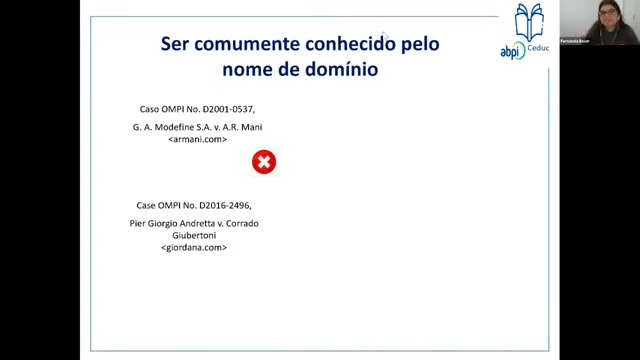 Ser comumente conhecido pelo
nome de domínio
abpi
Ceduc
Caso OMPI No. D2001-0537,
G. A. Modefine S.A. v. A.R. Mani
<armani.com>
Case OMPI No. D2016-2496,
Pier Giorgio Andretta v. Corrado
Giubertoni
<giordana.com>